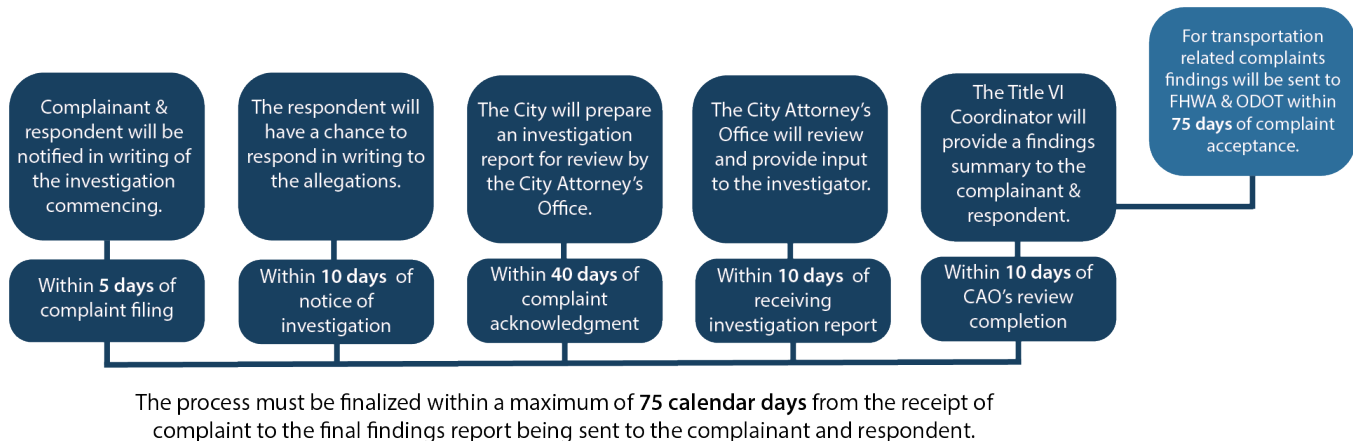 Complainant &
respondent will be
notified in writing of
the investigation
commencing.
Within 5 days of
complaint filing
The respondent will
have a chance to
respond in writing to
the allegations.
Within 10 days of
notice of
investigation
The City will prepare
an investigation
report for review by
the City Attorney's
Office.
Within 40 days of
complaint
acknowledgment
The City Attorney's
Office will review
and provide input
to the investigator.
Within 10 days of
receiving
investigation report
The Title VI
Coordinator will
provide a findings
summary to the
complainant &
respondent.
Within 10 days of
CAO's review
completion
For transportation
related complaints
findings will be sent to
FHWA & ODOT within
75 days of complaint
acceptance.
The process must be finalized within a maximum of 75 calendar days from the receipt of
complaint to the final findings report being sent to the complainant and respondent.